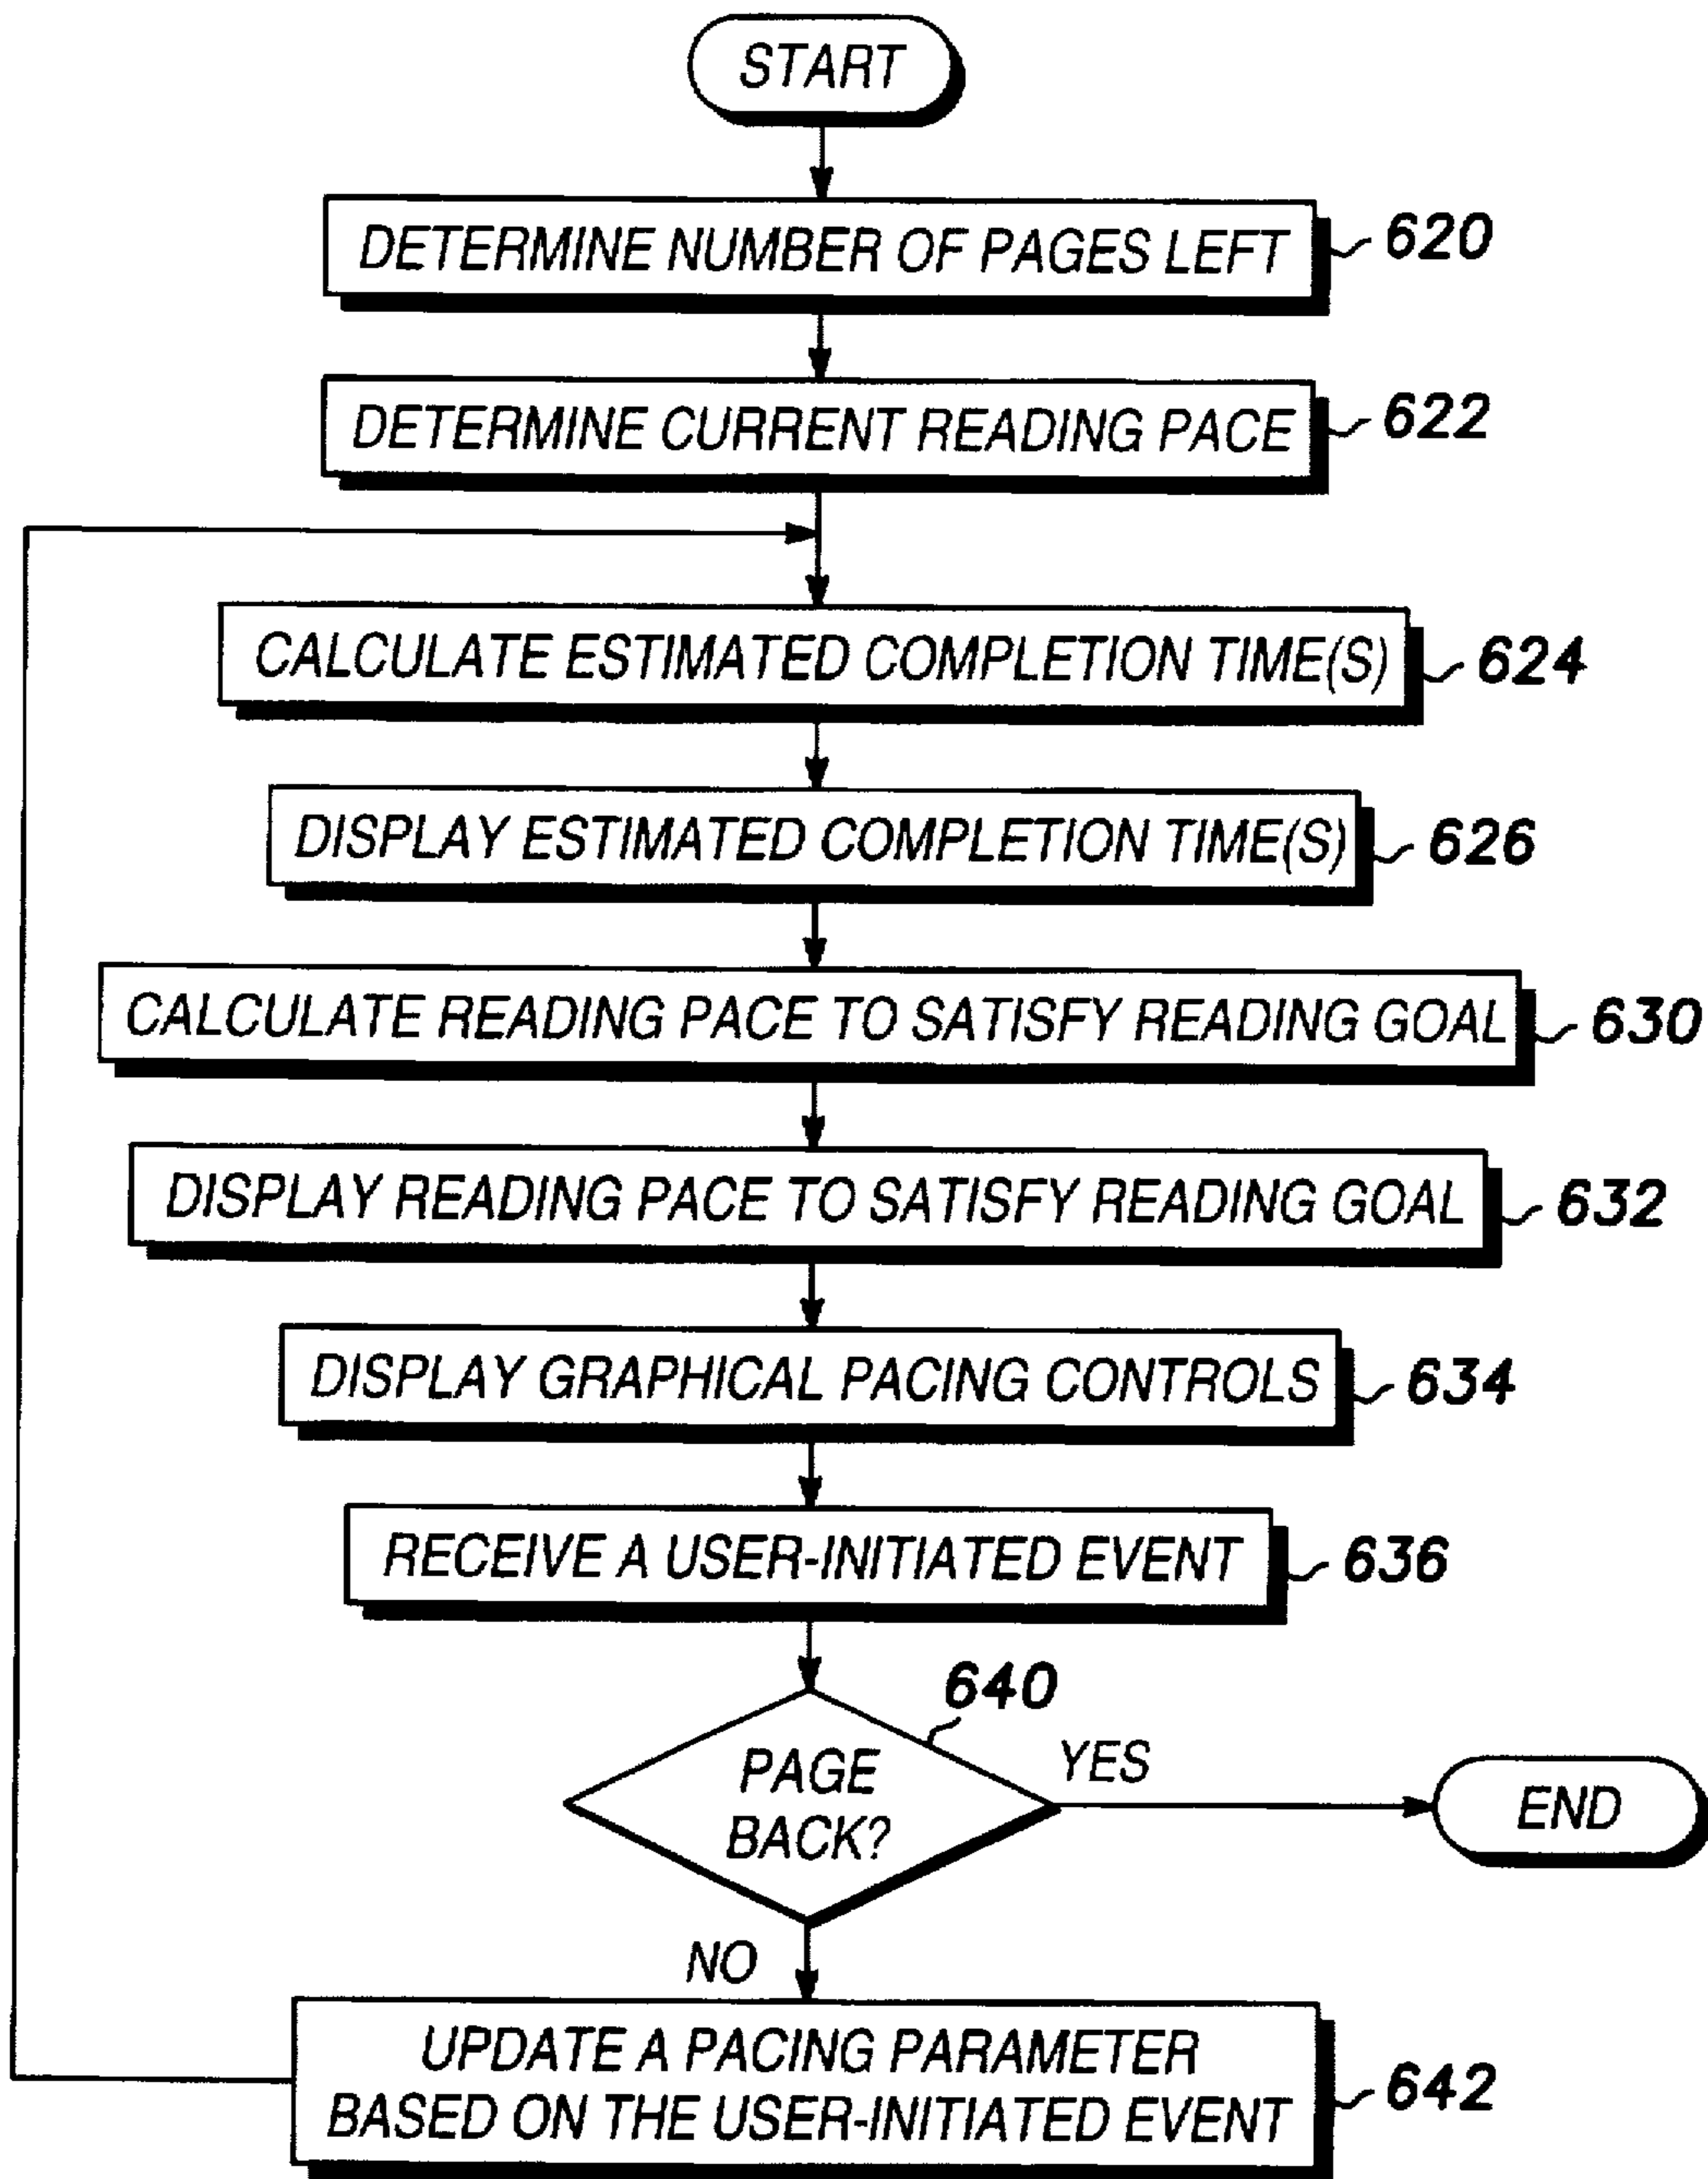 START
DETERMINE NUMBER OF PAGES LEFT
620
DETERMINE CURRENT READING PACE
622
CALCULATE ESTIMATED COMPLETION TIME(S)
624
DISPLAY ESTIMATED COMPLETION TIME(S)
626
CALCULATE READING PACE TO SATISFY READING GOAL
630
DISPLAY READING PACE TO SATISFY READING GOAL
632
DISPLAY GRAPHICAL PACING CONTROLS
634
RECEIVE A USER-INITIATED EVENT
636
640
PAGE
BACK?
YES
END
NO
UPDATE A PACING PARAMETER
BASED ON THE USER-INITIATED EVENT
642